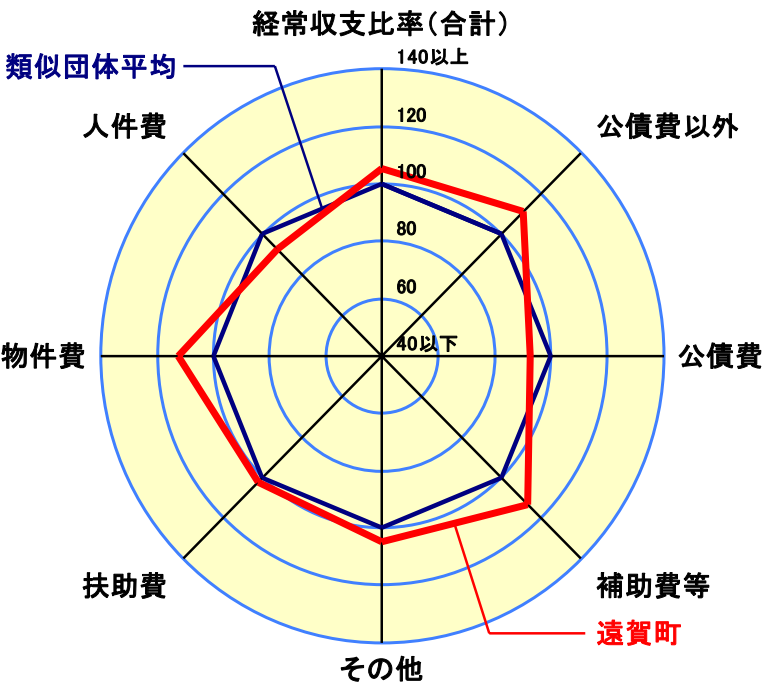 経常収支比率(合計)
140以上
類似団体平均
人件費
120
公債費以外
100
80
60
40以下
物件費
公債費
扶助費
補助費等
遠賀町
その他